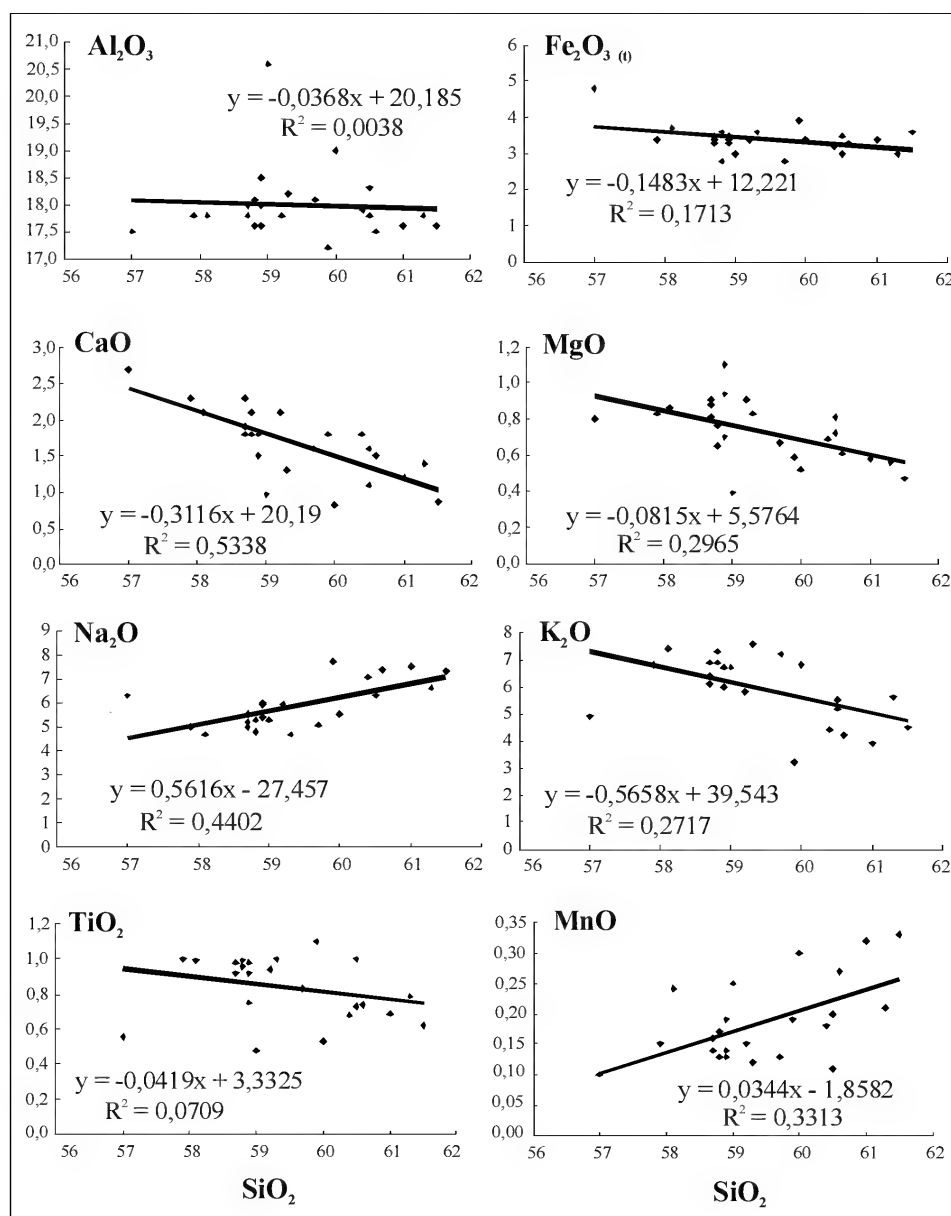 Al₂O₃
21,0
20,5
20,0
19,5
19,0
18,5
18,0
17,5
17,0
y = -0,0368x + 20,185
R² = 0,0038
56 57 58 59 60 61 62
Fe₂O₃ (t)
6
5
4
3
2
1
0
y = -0,1483x + 12,221
R² = 0,1713
56 57 58 59 60 61 62
CaO
3,0
2,5
2,0
1,5
1,0
0,5
0,0
y = -0,3116x + 20,19
R² = 0,5338
56 57 58 59 60 61 62
MgO
1,2
1,0
0,8
0,6
0,4
0,2
0,0
y = -0,0815x + 5,5764
R² = 0,2965
56 57 58 59 60 61 62
Na₂O
9
8
7
6
5
4
3
2
1
0
y = 0,5616x - 27,457
R² = 0,4402
56 57 58 59 60 61 62
K₂O
8
7
6
5
4
3
2
1
0
y = -0,5658x + 39,543
R² = 0,2717
56 57 58 59 60 61 62
TiO₂
1,2
1,0
0,8
0,6
0,4
0,2
0,0
y = -0,0419x + 3,3325
R² = 0,0709
56 57 58 59 60 61 62
SiO₂
MnO
0,35
0,30
0,25
0,20
0,15
0,10
0,05
0,00
y = 0,0344x - 1,8582
R² = 0,3313
56 57 58 59 60 61 62
SiO₂